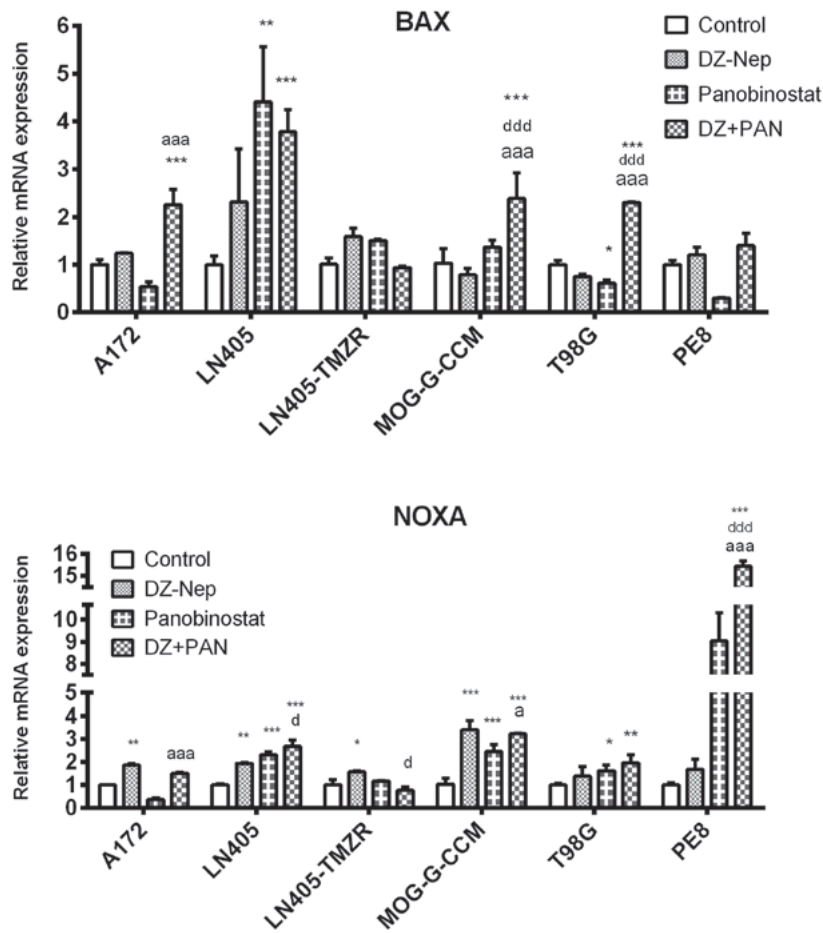 BAX
Relative mRNA expression
6
5
4
3
2
1
0
Control
DZ-Nep
Panobinostat
DZ+PAN
aaa
***
**
***
***
ddd
aaa
*
***
ddd
aaa
A172
LN405
LN405-TMZR
MOG-G-CCM
T98G
PE8
NOXA
Relative mRNA expression
16
15
10
9
8
5
4
3
2
1
0
Control
DZ-Nep
Panobinostat
DZ+PAN
**
aaa
**
***
***
d
*
d
***
***
***
a
*
**
***
ddd
aaa
A172
LN405
LN405-TMZR
MOG-G-CCM
T98G
PE8